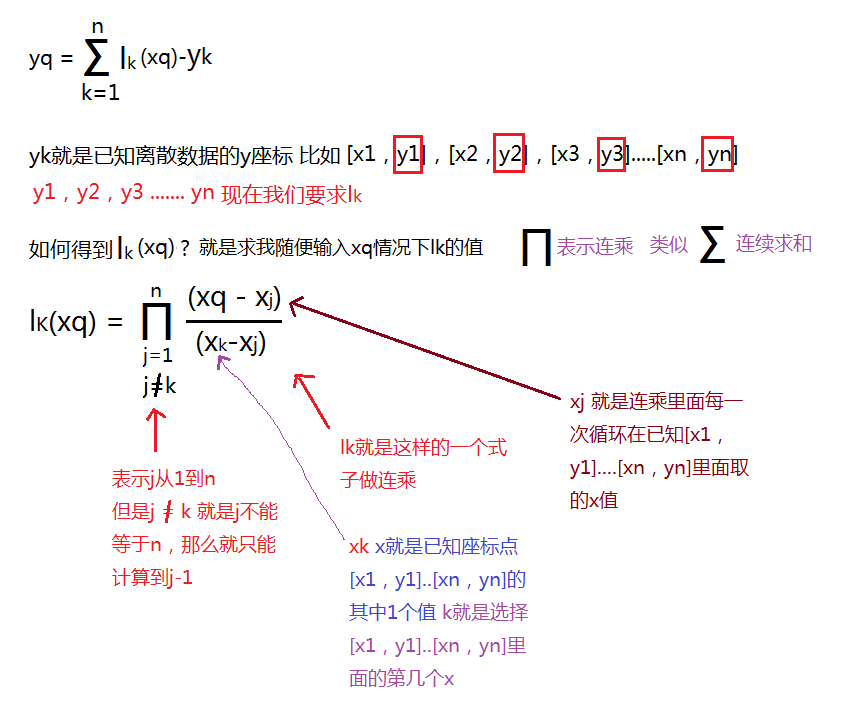 n
yq = ∑ lk (xq)-yk
k=1
yk就是已知离散数据的y座标 比如 [x1，y1]，[x2，y2]，[x3，y3].....[xn，yn]
y1，y2，y3 ....... yn 现在我们要求lk
如何得到 lk (xq)？就是求我随便输入xq情况下lk的值
∏表示连乘 类似 ∑ 连续求和
n
lK(xq) = ∏ (xq - xj)
(xk-xj)
j=1
j≠k
xj 就是连乘里面每一
次循环在已知[x1，
y1]....[xn，yn]里面取
的x值
lk就是这样的一个式
子做连乘
表示j从1到n
但是j ≠ k 就是j不能
等于n，那么就只能
计算到j-1
xk x就是已知座标点
[x1，y1]..[xn，yn]的
其中1个值 k就是选择
[x1，y1]..[xn，yn]里
面的第几个x